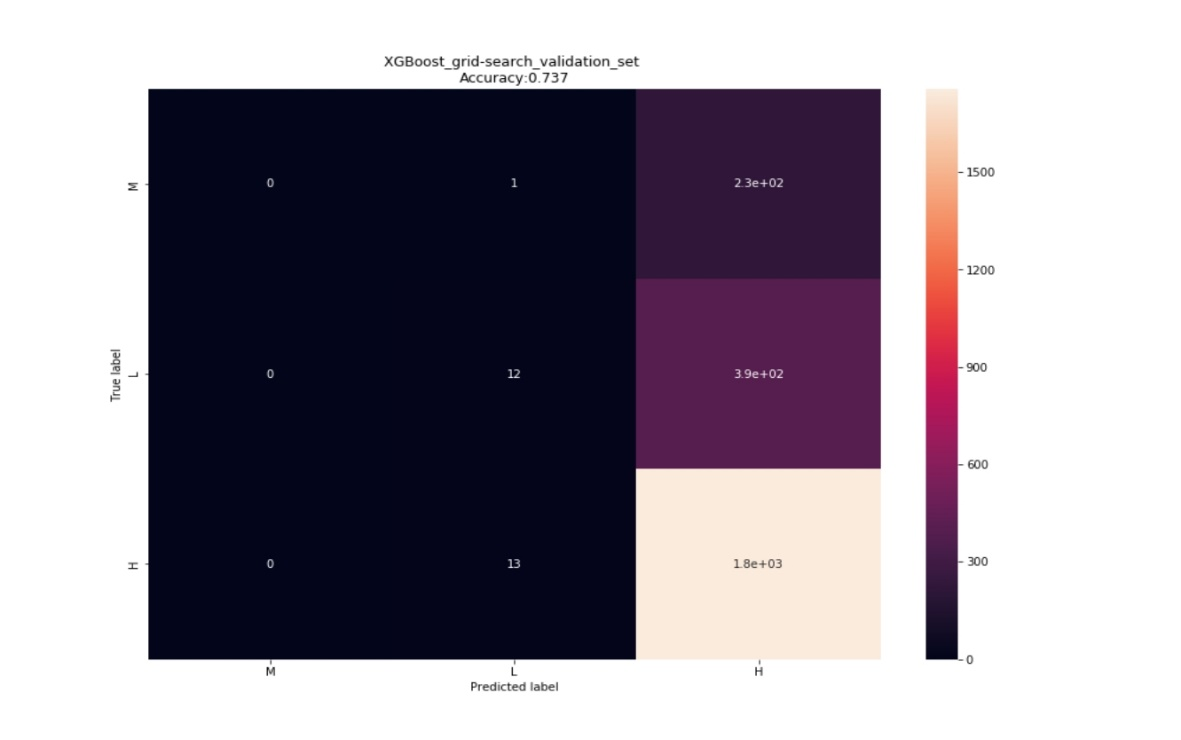 XGBoost_grid-search_validation_set
Accuracy:0.737
M 0 1 2.3e+02
True label
L 0 12 3.9e+02
H 0 13 1.8e+03
M L H
Predicted label
1500
1200
900
600
300
0